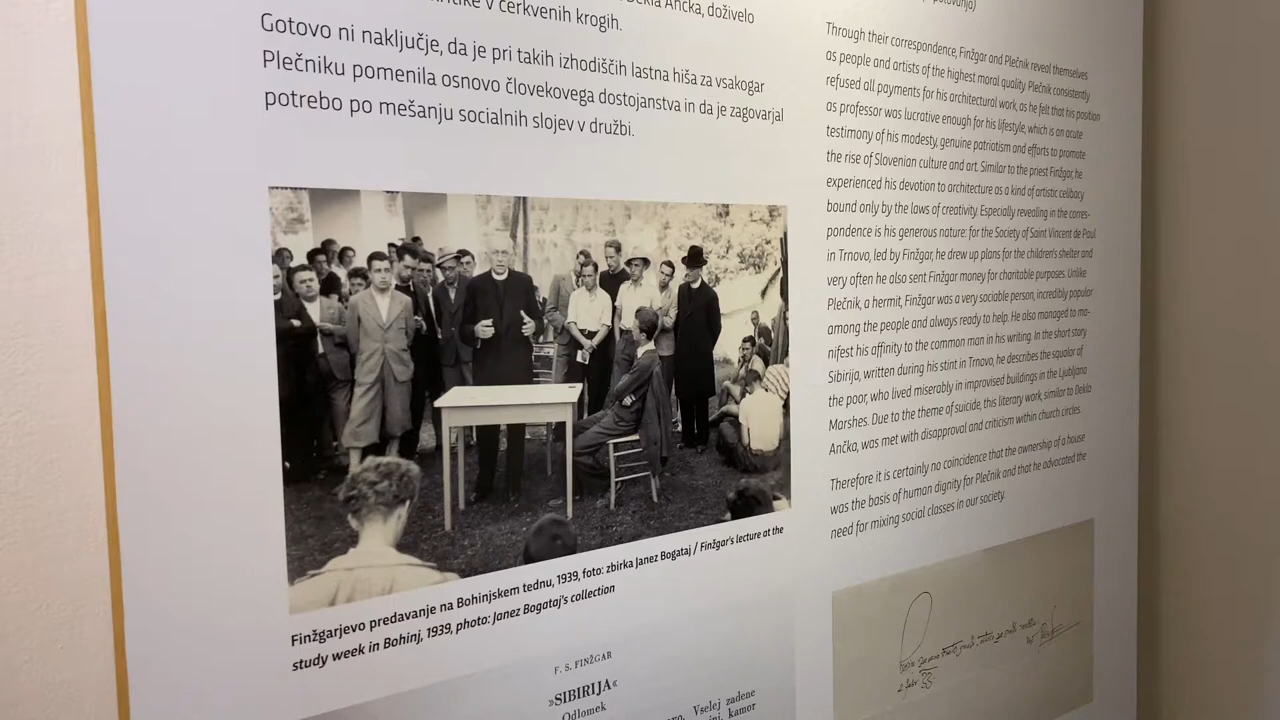 Ančka, doživelo
v cerkvenih krogih.
Gotovo ni naključje, da je pri takih izhodiščih lastna hiša za vsakogar
Plečniku pomenila osnovo človekovega dostojanstva in da je zagovarjal
potrebo po mešanju socialnih slojev v družbi.
Finžgarjevo predavanje na Bohinjskem tednu, 1939, foto: zbirka Janez Bogataj / Finžgar's lecture at the
study week in Bohinj, 1939, photo: Janez Bogataj's collection
F. S. FINŽGAR
»SIBIRIJA«
Odlomek
Vselej zadene
kamor
Through their correspondence, Finžgar and Plečnik reveal themselves
as people and artists of the highest moral quality. Plečnik consistently
refused all payments for his architectural work, as he felt that his position
as professor was lucrative enough for his lifestyle, which is an acute
testimony of his modesty, genuine patriotism and efforts to promote
the rise of Slovenian culture and art. Similar to the priest Finžgar, he
experienced his devotion to architecture as a kind of artistic celibacy
bound only by the laws of creativity. Especially revealing in the corres-
pondence is his generous nature: for the Society of Saint Vincent de Paul
in Trnovo, led by Finžgar, he drew up plans for the children's shelter and
very often he also sent Finžgar money for charitable purposes. Unlike
Plečnik, a hermit, Finžgar was a very sociable person, incredibly popular
among the people and always ready to help. He also managed to ma-
nifest his affinity to the common man in his writing. In the short story
Sibirija, written during his stint in Trnovo, he describes the squalor of
the poor, who lived miserably in improvised buildings in the Ljubljana
Marshes. Due to the theme of suicide, this literary work, similar to Dekla
Ančka, was met with disapproval and criticism within church circles.
Therefore it is certainly no coincidence that the ownership of a house
was the basis of human dignity for Plečnik and that he advocated the
need for mixing social classes in our society.